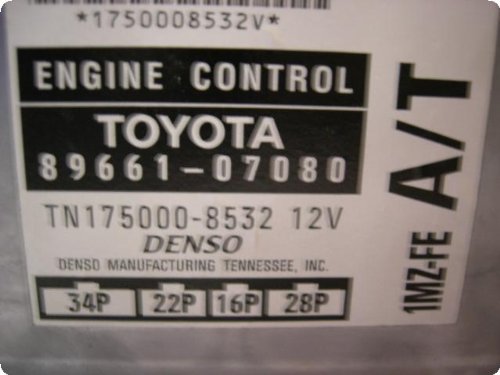 *1750008532V*
ENGINE CONTROL
TOYOTA
89661-07080
TN175000-8532 12V
DENSO
DENSO MANUFACTURING TENNESSEE, INC.
34P 22P 16P 28P
1MZ-FE A/T